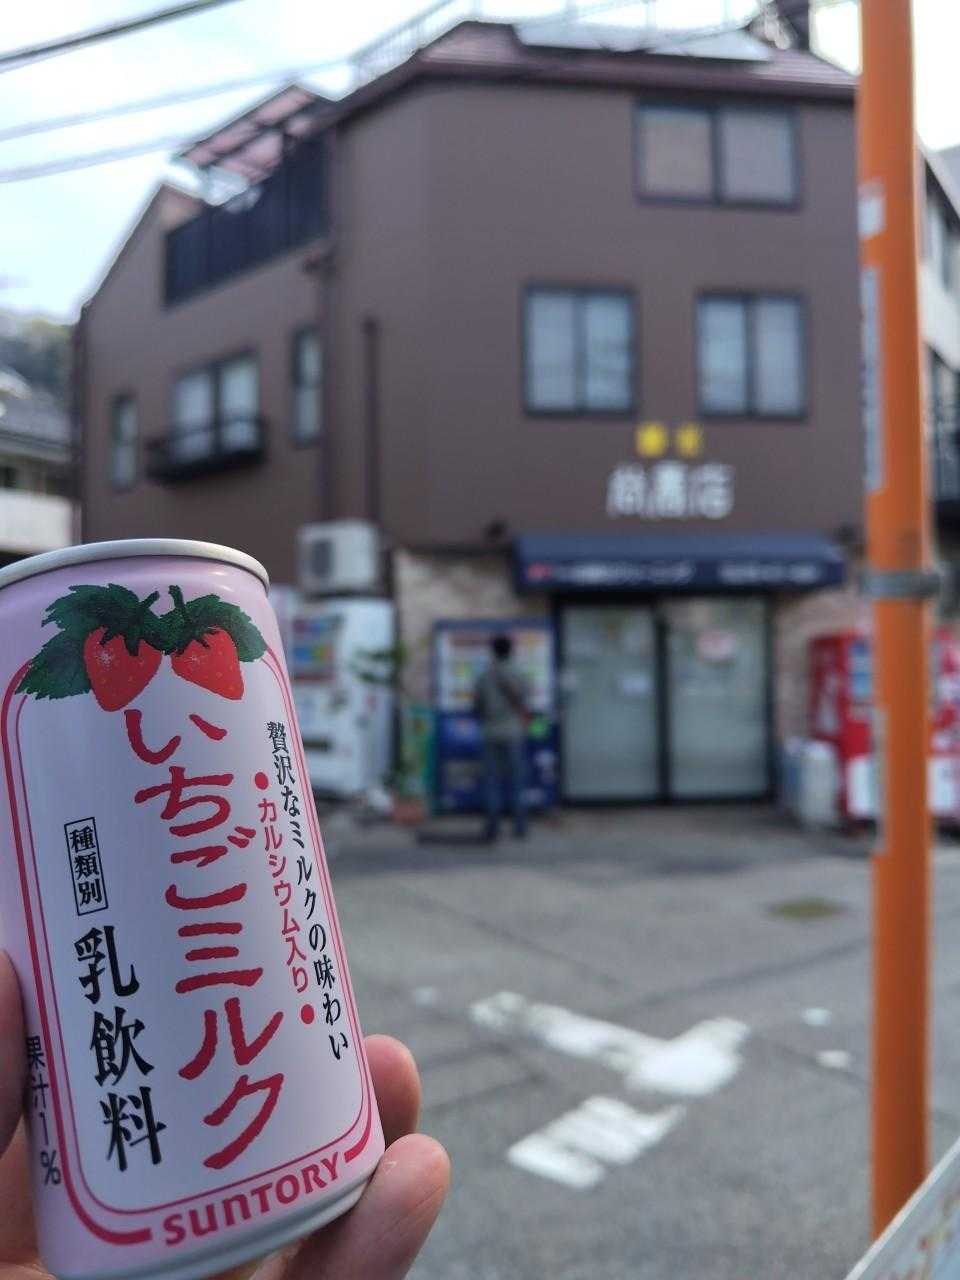 いちごミルク
贅沢なミルクの味わい
・カルシウム入り・
種類別
乳飲料
果汁1%
SUNTORY